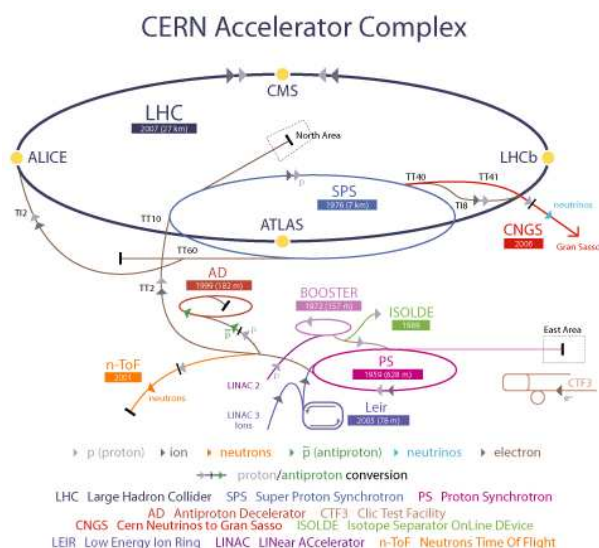 CERN Accelerator Complex
CMS
LHC
2007 (27 km)
North Area
ALICE
LHCb
p
SPS
1976 (7 km)
TT40
TT41
TT10
TI2
TI8
neutrinos
ATLAS
CNGS
2006
Gran Sasso
TT60
AD
1999 (182 m)
TT2
BOOSTER
1972 (157 m)
ISOLDE
1989
p
p̅
East Area
n-ToF
2001
PS
1959 (628 m)
neutrons
LINAC 2
p
CTF3
e-
LINAC 3
Ions
Leir
2005 (78 m)
p (proton) ion neutrons p̅ (antiproton) neutrinos electron
proton/antiproton conversion
LHC Large Hadron Collider SPS Super Proton Synchrotron PS Proton Synchrotron
AD Antiproton Decelerator CTF3 Clic Test Facility
CNGS Cern Neutrinos to Gran Sasso ISOLDE Isotope Separator OnLine DEvice
LEIR Low Energy Ion Ring LINAC LINear ACcelerator n-ToF Neutrons Time Of Flight